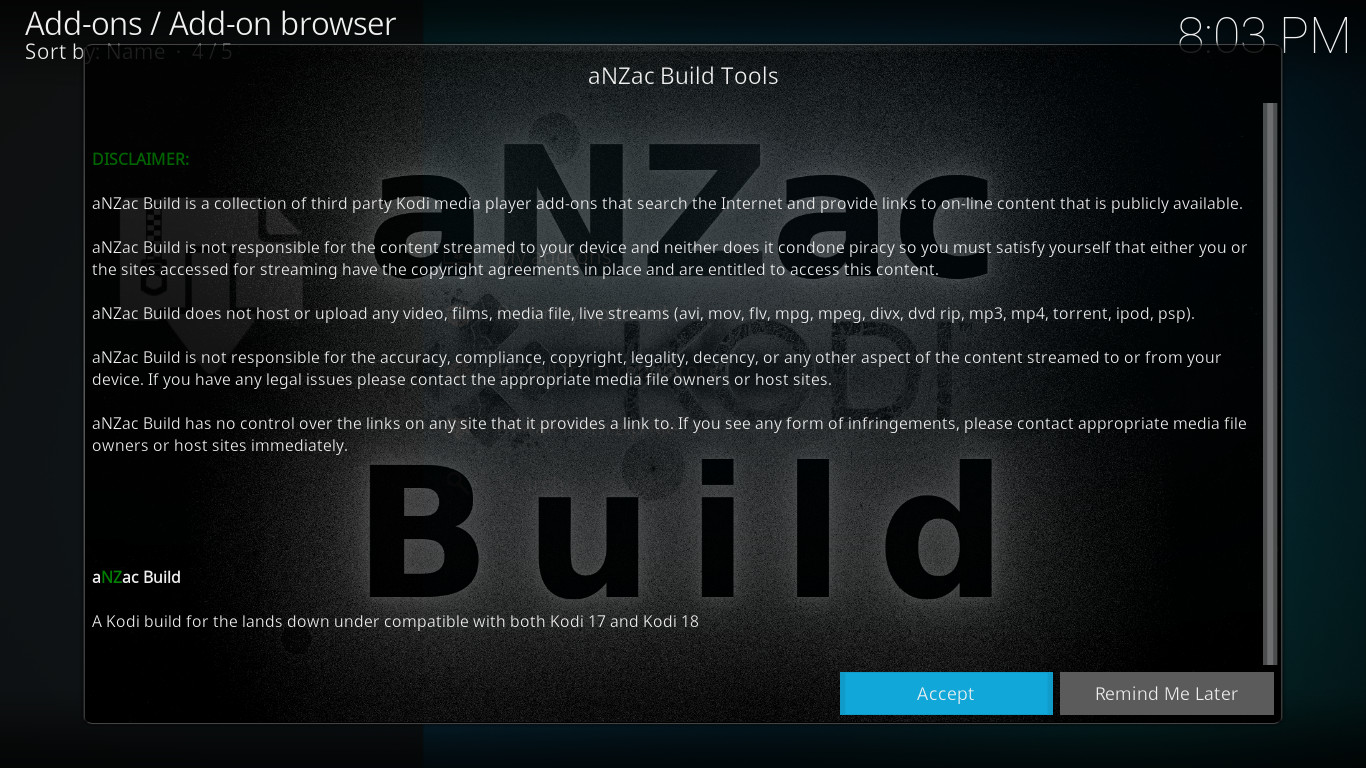 Add-ons / Add-on browser
Sort by: Name · 4 / 5
8:03 PM
aNZac Build Tools
DISCLAIMER:
aNZac Build is a collection of third party Kodi media player add-ons that search the Internet and provide links to on-line content that is publicly available.
aNZac Build is not responsible for the content streamed to your device and neither does it condone piracy so you must satisfy yourself that either you or
the sites accessed for streaming have the copyright agreements in place and are entitled to access this content.
aNZac Build does not host or upload any video, films, media file, live streams (avi, mov, flv, mpg, mpeg, divx, dvd rip, mp3, mp4, torrent, ipod, psp).
aNZac Build is not responsible for the accuracy, compliance, copyright, legality, decency, or any other aspect of the content streamed to or from your
device. If you have any legal issues please contact the appropriate media file owners or host sites.
aNZac Build has no control over the links on any site that it provides a link to. If you see any form of infringements, please contact appropriate media file
owners or host sites immediately.
aNZac Build
A Kodi build for the lands down under compatible with both Kodi 17 and Kodi 18
aNZac
KODI
Build
Accept
Remind Me Later